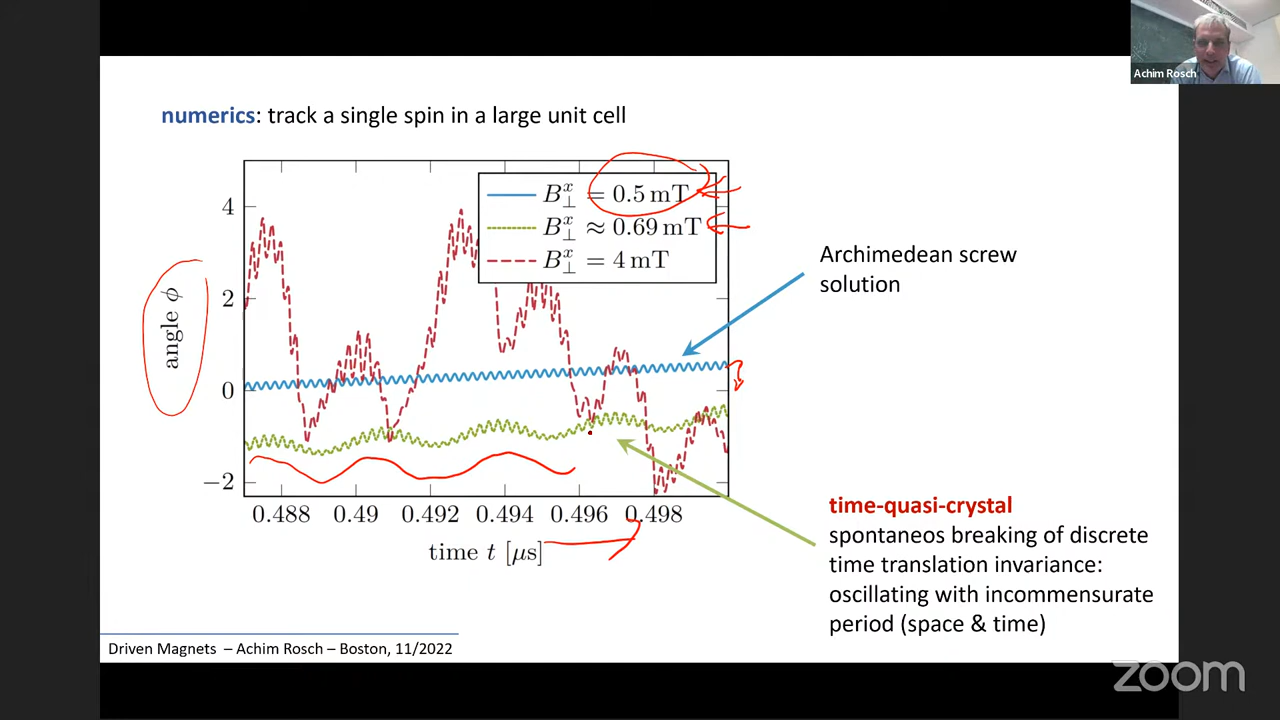 Achim Rosch
numerics: track a single spin in a large unit cell
B⊥ˣ = 0.5 mT
B⊥ˣ ≈ 0.69 mT
B⊥ˣ = 4 mT
4
2
0
−2
angle ϕ
0.488 0.49 0.492 0.494 0.496 0.498
time t [μs]
Archimedean screw
solution
time-quasi-crystal
spontaneos breaking of discrete
time translation invariance:
oscillating with incommensurate
period (space & time)
Driven Magnets – Achim Rosch – Boston, 11/2022
zoom